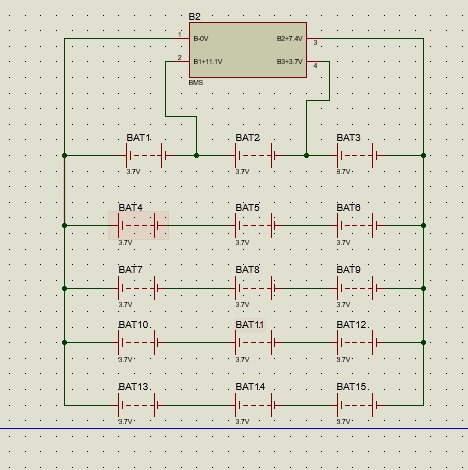 B2
1 B-0V B2+7.4V 3
2 B1+11.1V B3+3.7V 4
BMS
BAT1 BAT2 BAT3
3.7V 3.7V 3.7V
BAT4 BAT5 BAT6
3.7V 3.7V 3.7V
BAT7 BAT8 BAT9
3.7V 3.7V 3.7V
BAT10 BAT11 BAT12
3.7V 3.7V 3.7V
BAT13 BAT14 BAT15
3.7V 3.7V 3.7V